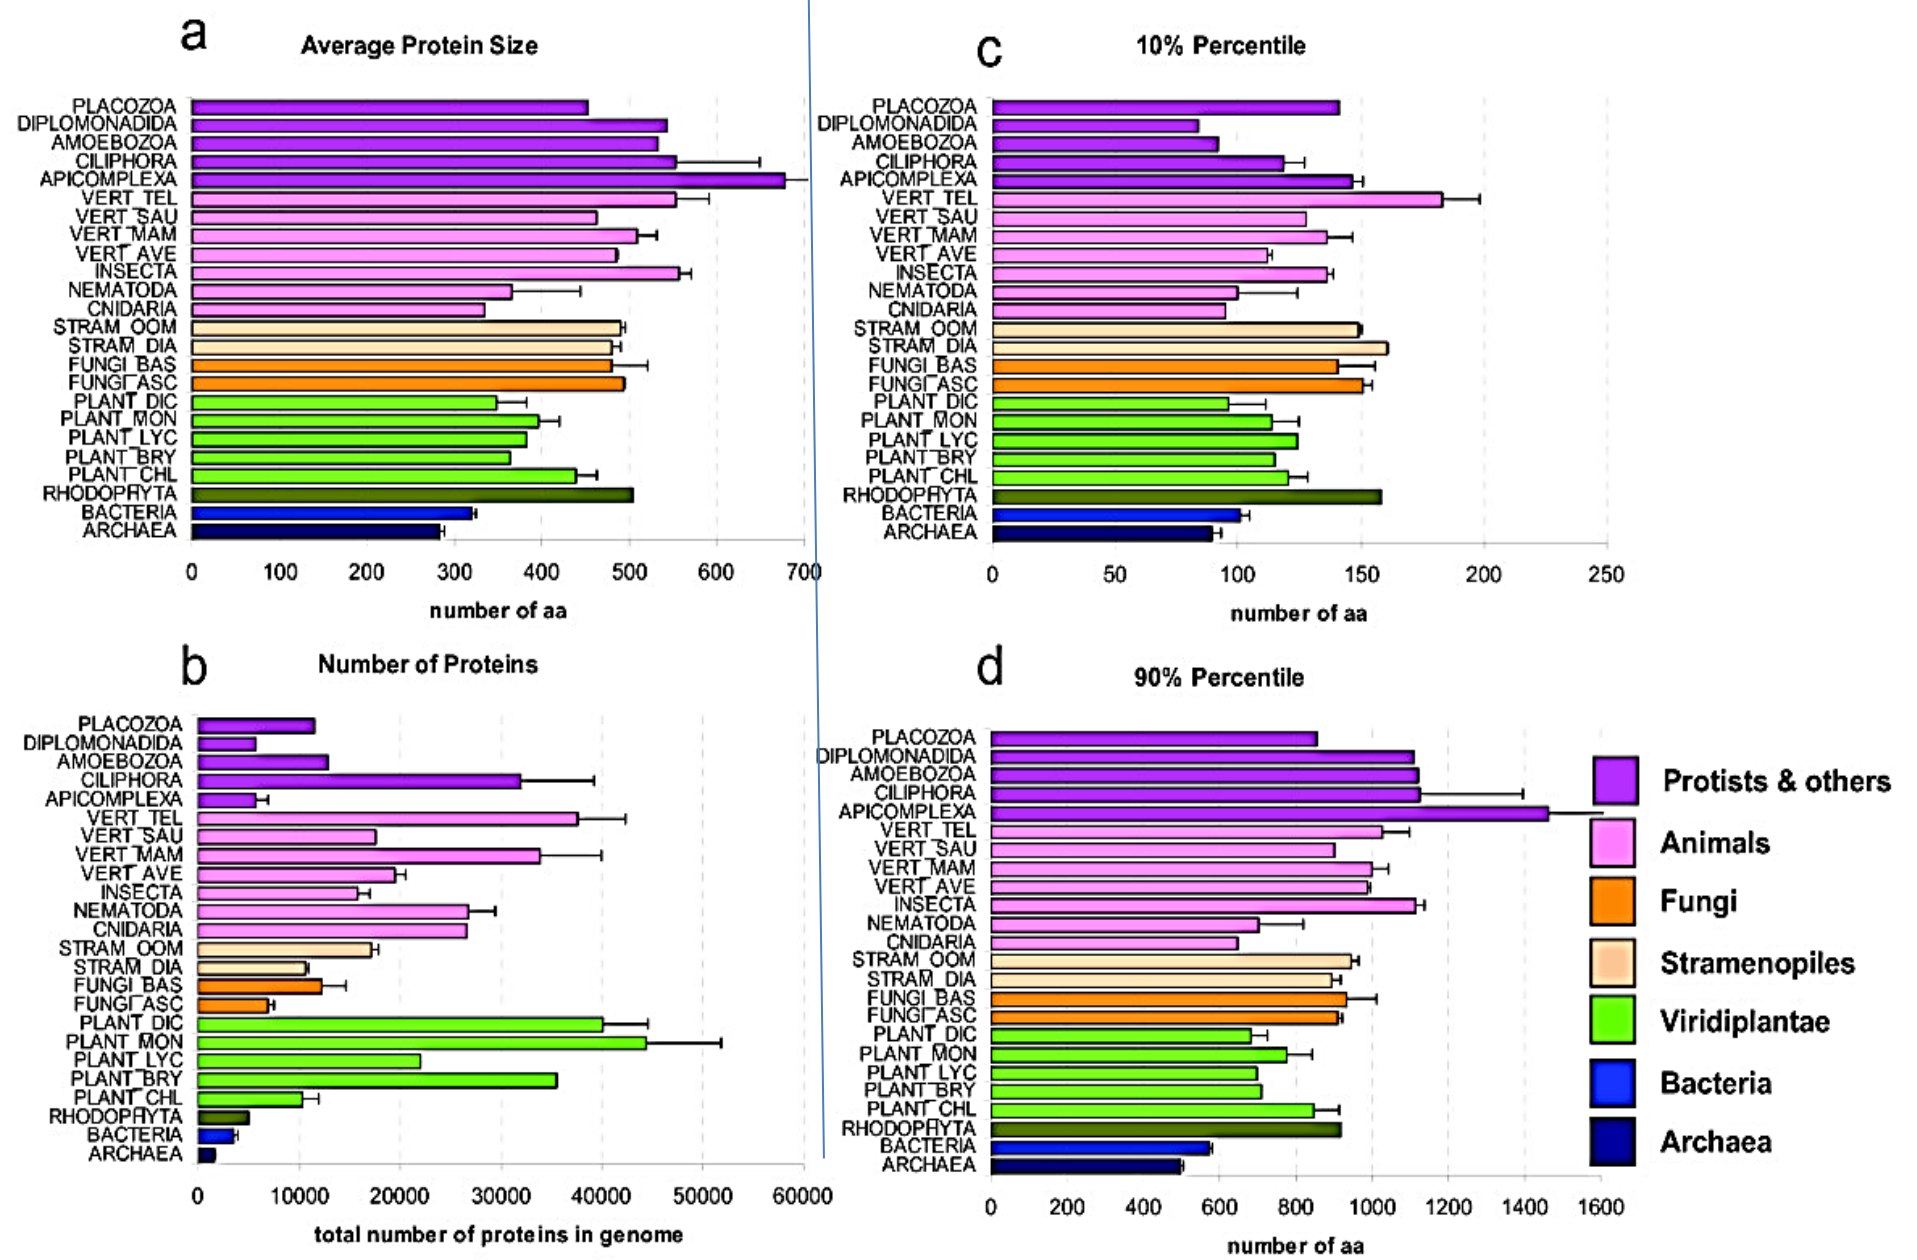 a
Average Protein Size
PLACOZOA
DIPLOMONADIDA
AMOEBOZOA
CILIPHORA
APICOMPLEXA
VERT_TEL
VERT_SAU
VERT_MAM
VERT_AVE
INSECTA
NEMATODA
CNIDARIA
STRAM_OOM
STRAM_DIA
FUNGI_BAS
FUNGI_ASC
PLANT_DIC
PLANT_MON
PLANT_LYC
PLANT_BRY
PLANT_CHL
RHODOPHYTA
BACTERIA
ARCHAEA
0 100 200 300 400 500 600 700
number of aa
b
Number of Proteins
PLACOZOA
DIPLOMONADIDA
AMOEBOZOA
CILIPHORA
APICOMPLEXA
VERT_TEL
VERT_SAU
VERT_MAM
VERT_AVE
INSECTA
NEMATODA
CNIDARIA
STRAM_OOM
STRAM_DIA
FUNGI_BAS
FUNGI_ASC
PLANT_DIC
PLANT_MON
PLANT_LYC
PLANT_BRY
PLANT_CHL
RHODOPHYTA
BACTERIA
ARCHAEA
0 10000 20000 30000 40000 50000 60000
total number of proteins in genome
c
10% Percentile
PLACOZOA
DIPLOMONADIDA
AMOEBOZOA
CILIPHORA
APICOMPLEXA
VERT_TEL
VERT_SAU
VERT_MAM
VERT_AVE
INSECTA
NEMATODA
CNIDARIA
STRAM_OOM
STRAM_DIA
FUNGI_BAS
FUNGI_ASC
PLANT_DIC
PLANT_MON
PLANT_LYC
PLANT_BRY
PLANT_CHL
RHODOPHYTA
BACTERIA
ARCHAEA
0 50 100 150 200 250
number of aa
d
90% Percentile
PLACOZOA
DIPLOMONADIDA
AMOEBOZOA
CILIPHORA
APICOMPLEXA
VERT_TEL
VERT_SAU
VERT_MAM
VERT_AVE
INSECTA
NEMATODA
CNIDARIA
STRAM_OOM
STRAM_DIA
FUNGI_BAS
FUNGI_ASC
PLANT_DIC
PLANT_MON
PLANT_LYC
PLANT_BRY
PLANT_CHL
RHODOPHYTA
BACTERIA
ARCHAEA
0 200 400 600 800 1000 1200 1400 1600
number of aa
Protists & others
Animals
Fungi
Stramenopiles
Viridiplantae
Bacteria
Archaea